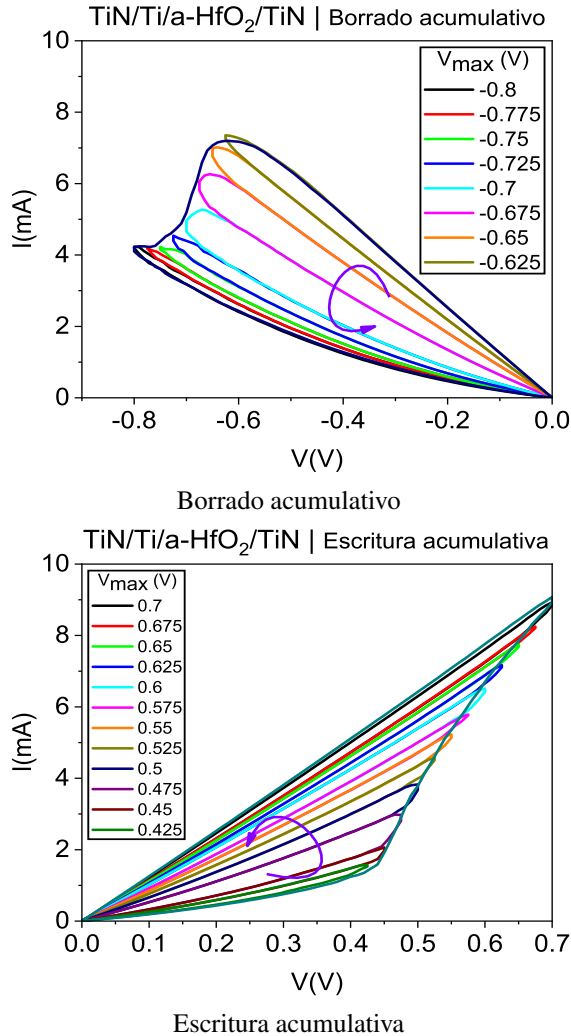 TiN/Ti/a-HfO₂/TiN | Borrado acumulativo
10
8
6
4
2
0
I(mA)
Vmax (V)
-0.8
-0.775
-0.75
-0.725
-0.7
-0.675
-0.65
-0.625
-0.8 -0.6 -0.4 -0.2 0.0
V(V)
Borrado acumulativo
TiN/Ti/a-HfO₂/TiN | Escritura acumulativa
10
8
6
4
2
0
I(mA)
Vmax (V)
0.7
0.675
0.65
0.625
0.6
0.575
0.55
0.525
0.5
0.475
0.45
0.425
0.0 0.1 0.2 0.3 0.4 0.5 0.6 0.7
V(V)
Escritura acumulativa